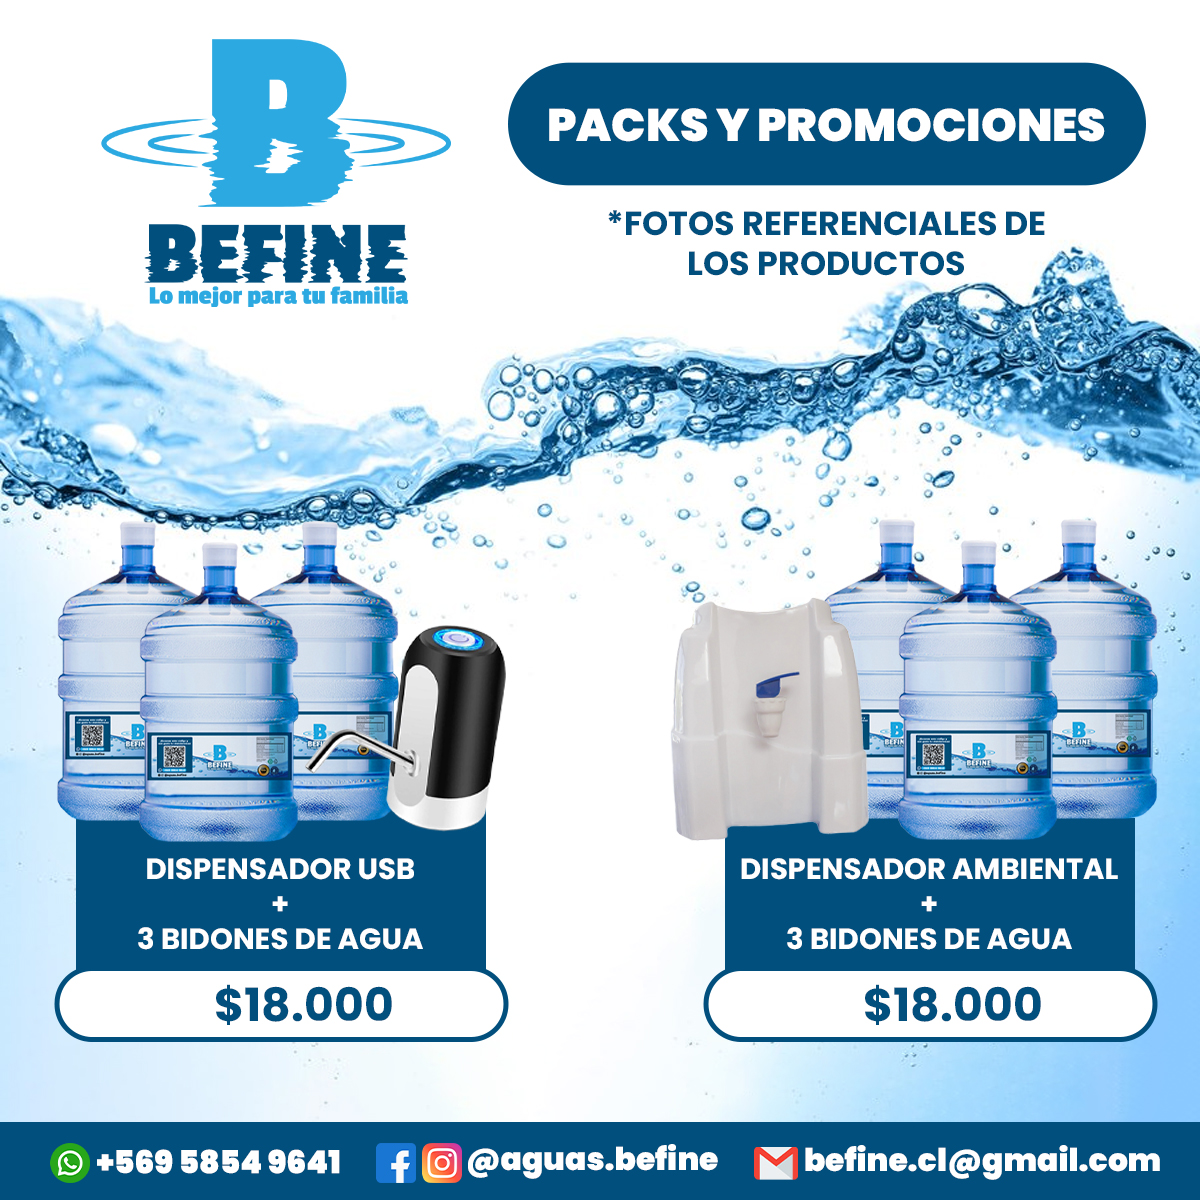 B
BEFINE
Lo mejor para tu familia
PACKS Y PROMOCIONES
*FOTOS REFERENCIALES DE
LOS PRODUCTOS
B
BEFINE
B
BEFINE
DISPENSADOR USB
+
3 BIDONES DE AGUA
$18.000
DISPENSADOR AMBIENTAL
+
3 BIDONES DE AGUA
$18.000
+569 5854 9641
@aguas.befine
befine.cl@gmail.com